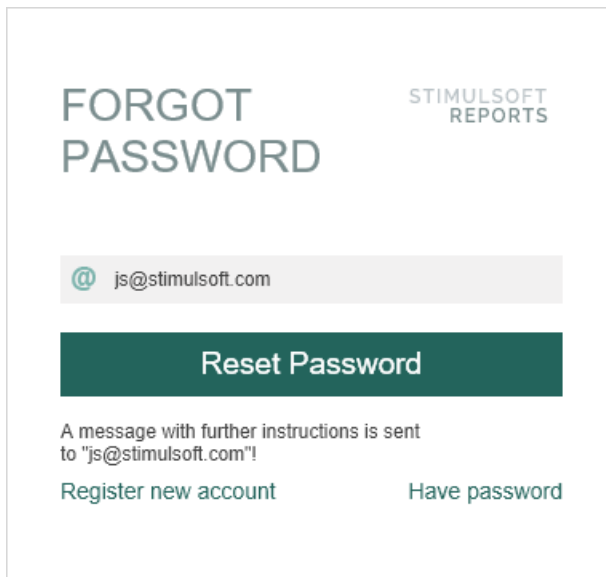 FORGOT
PASSWORD
STIMULSOFT
REPORTS
@ js@stimulsoft.com
Reset Password
A message with further instructions is sent
to "js@stimulsoft.com"!
Register new account
Have password